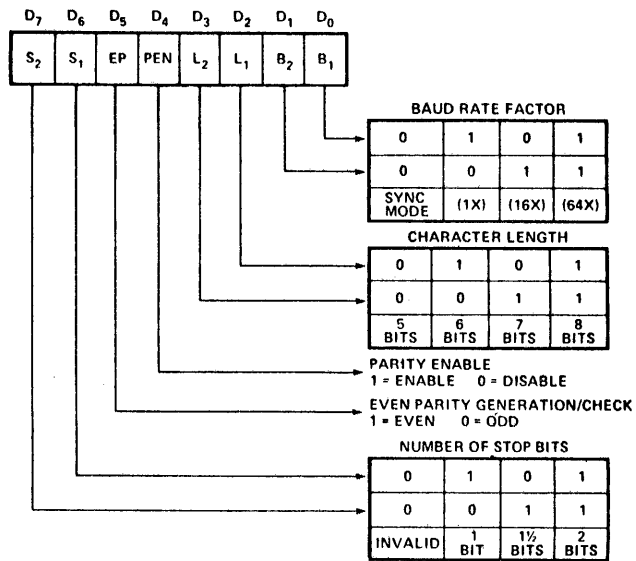 D7 D6 D5 D4 D3 D2 D1 D0
S2 S1 EP PEN L2 L1 B2 B1
BAUD RATE FACTOR
0 1 0 1
0 0 1 1
SYNC MODE (1X) (16X) (64X)
CHARACTER LENGTH
0 1 0 1
0 0 1 1
5 BITS 6 BITS 7 BITS 8 BITS
PARITY ENABLE
1 = ENABLE 0 = DISABLE
EVEN PARITY GENERATION/CHECK
1 = EVEN 0 = ODD
NUMBER OF STOP BITS
0 1 0 1
0 0 1 1
INVALID 1 BIT 1½ BITS 2 BITS